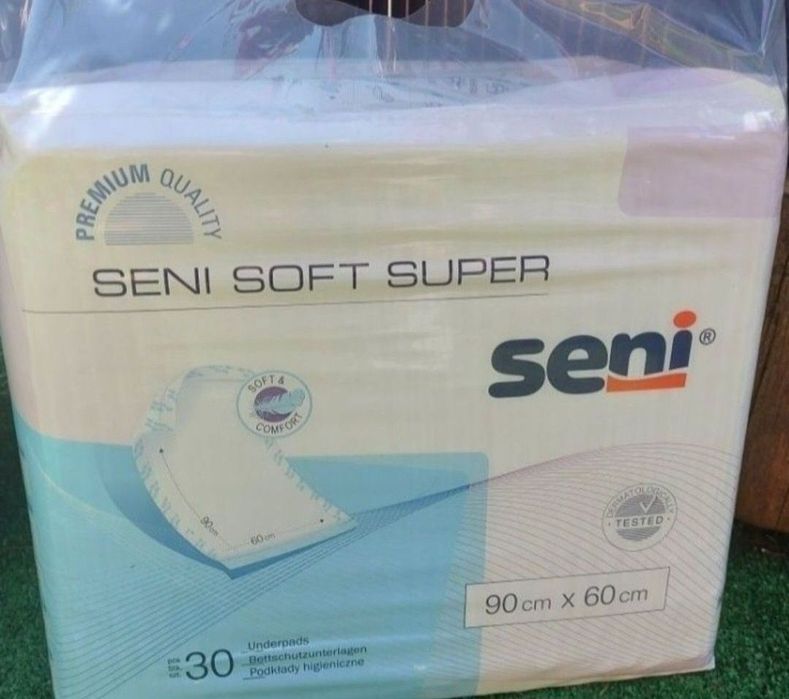 PREMIUM QUALITY
SENI SOFT SUPER
seni®
SOFT &
COMFORT
90cm
60cm
DERMATOLOGICALLY
TESTED
90cm x 60cm
30
Underpads
Bettschutzunterlagen
Podkłady higieniczne